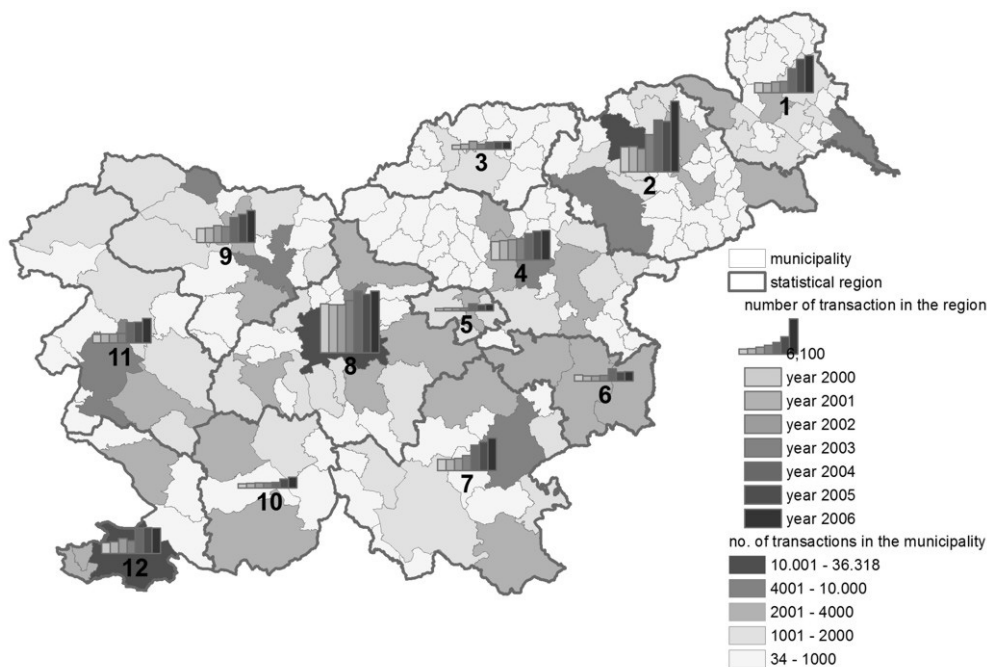 1
2
3
4
5
6
7
8
9
10
11
12
municipality
statistical region
number of transaction in the region
6,100
year 2000
year 2001
year 2002
year 2003
year 2004
year 2005
year 2006
no. of transactions in the municipality
10.001 - 36.318
4001 - 10.000
2001 - 4000
1001 - 2000
34 - 1000